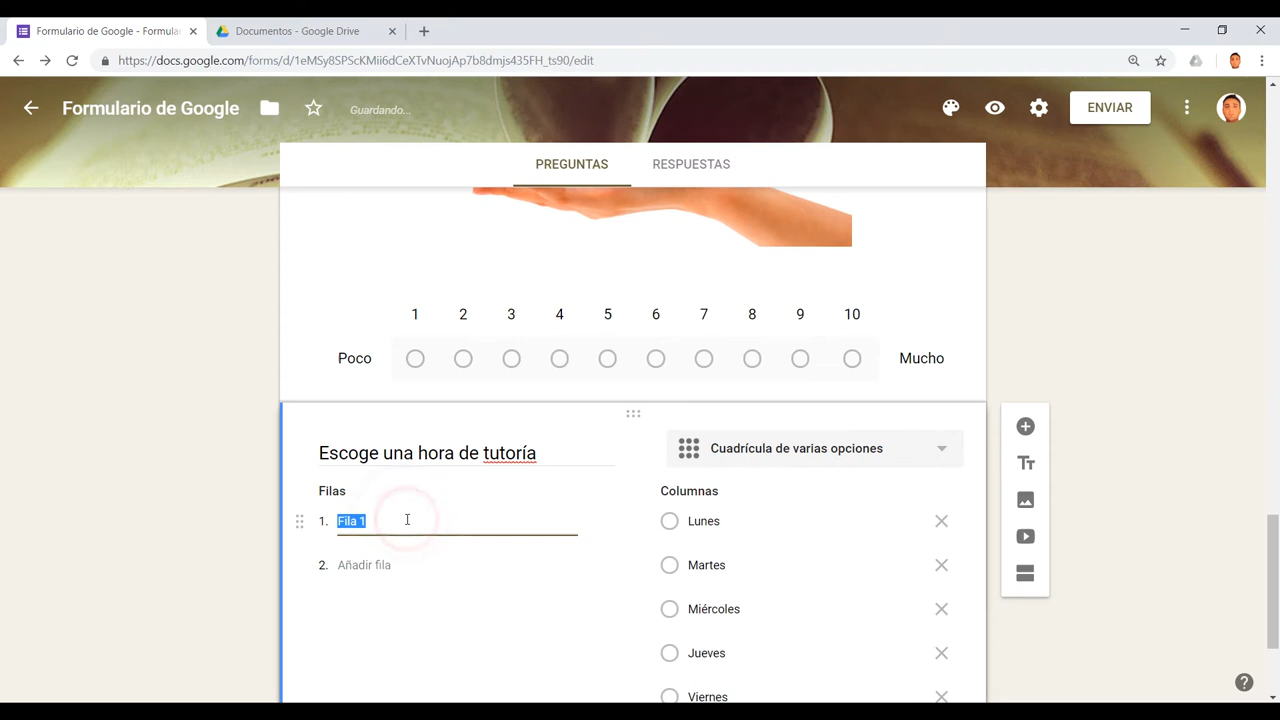 Formulario de Google - Formula
Documentos - Google Drive
https://docs.google.com/forms/d/1eMSy8SPScKMii6dCeXTvNuojAp7b8dmjs435FH_ts90/edit
Formulario de Google
Guardando...
ENVIAR
PREGUNTAS
RESPUESTAS
1 2 3 4 5 6 7 8 9 10
Poco
Mucho
Escoge una hora de tutoría
Cuadrícula de varias opciones
Filas
Columnas
1. Fila 1
Lunes
2. Añadir fila
Martes
Miércoles
Jueves
Viernes